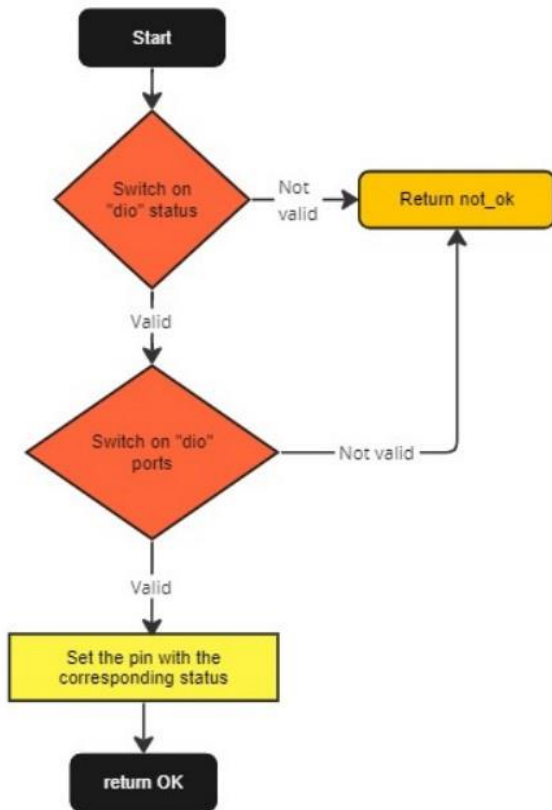 Start
Switch on
"dio" status
Not
valid
Return not_ok
Valid
Switch on "dio"
ports
Not valid
Valid
Set the pin with the
corresponding status
return OK